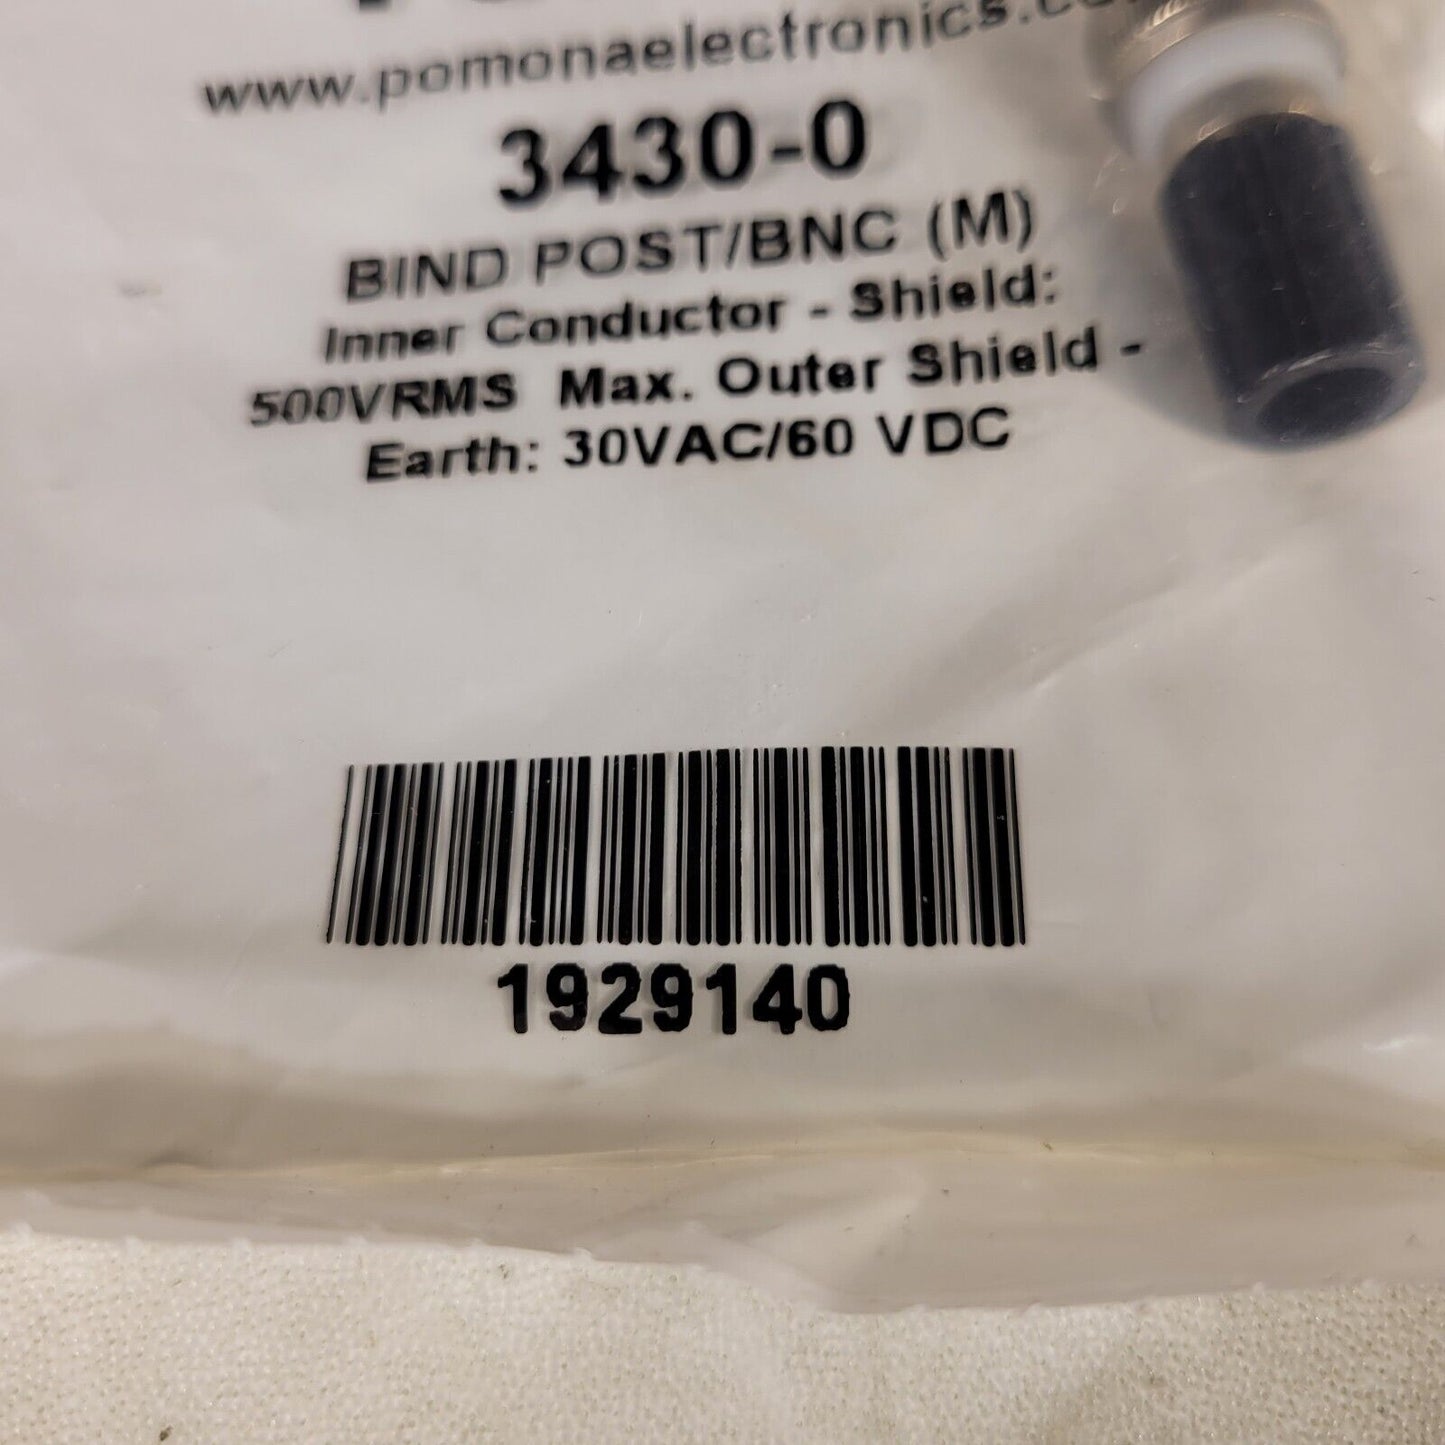 www.pomonaelectronics.co
3430-0
BIND POST/BNC (M)
Inner Conductor - Shield:
500VRMS Max. Outer Shield -
Earth: 30VAC/60 VDC
1929140